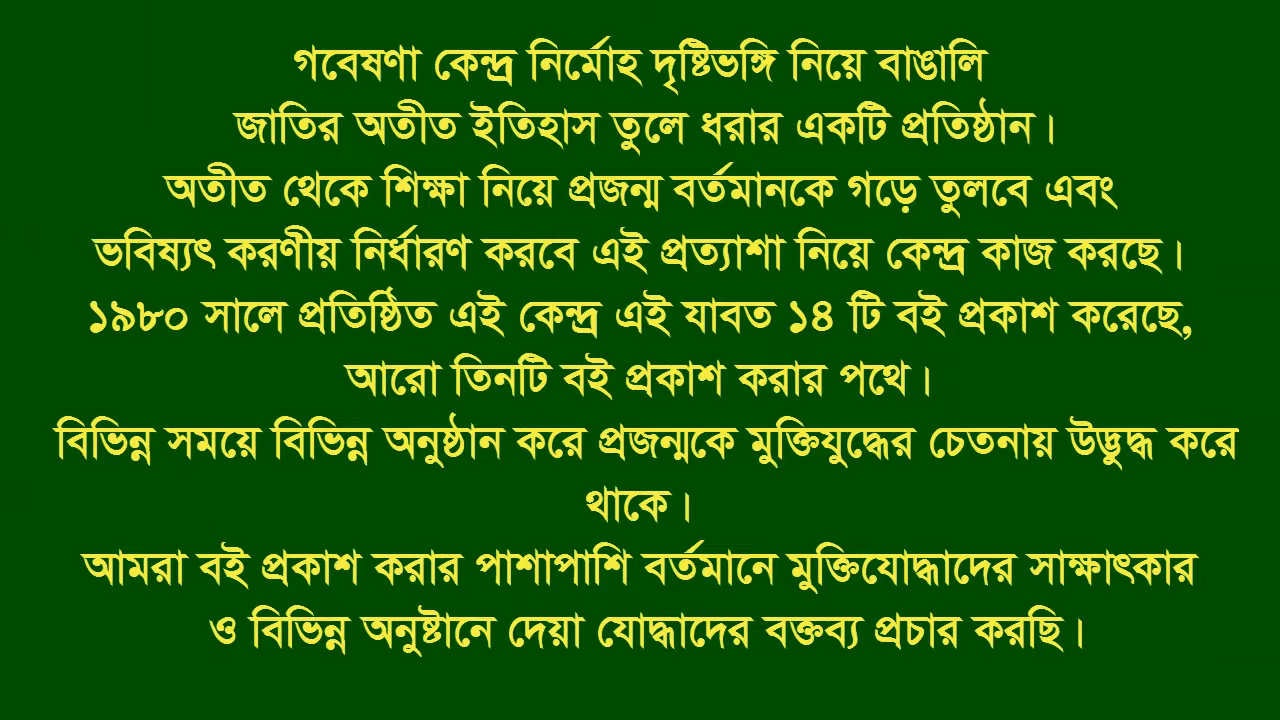 গবেষণা কেন্দ্র নির্মোহ দৃষ্টিভঙ্গি নিয়ে বাঙালি
জাতির অতীত ইতিহাস তুলে ধরার একটি প্রতিষ্ঠান।
অতীত থেকে শিক্ষা নিয়ে প্রজন্ম বর্তমানকে গড়ে তুলবে এবং
ভবিষ্যৎ করণীয় নির্ধারণ করবে এই প্রত্যাশা নিয়ে কেন্দ্র কাজ করছে।
১৯৮০ সালে প্রতিষ্ঠিত এই কেন্দ্র এই যাবত ১৪ টি বই প্রকাশ করেছে,
আরো তিনটি বই প্রকাশ করার পথে।
বিভিন্ন সময়ে বিভিন্ন অনুষ্ঠান করে প্রজন্মকে মুক্তিযুদ্ধের চেতনায় উদ্ভুদ্ধ করে
থাকে।
আমরা বই প্রকাশ করার পাশাপাশি বর্তমানে মুক্তিযোদ্ধাদের সাক্ষাৎকার
ও বিভিন্ন অনুষ্টানে দেয়া যোদ্ধাদের বক্তব্য প্রচার করছি।